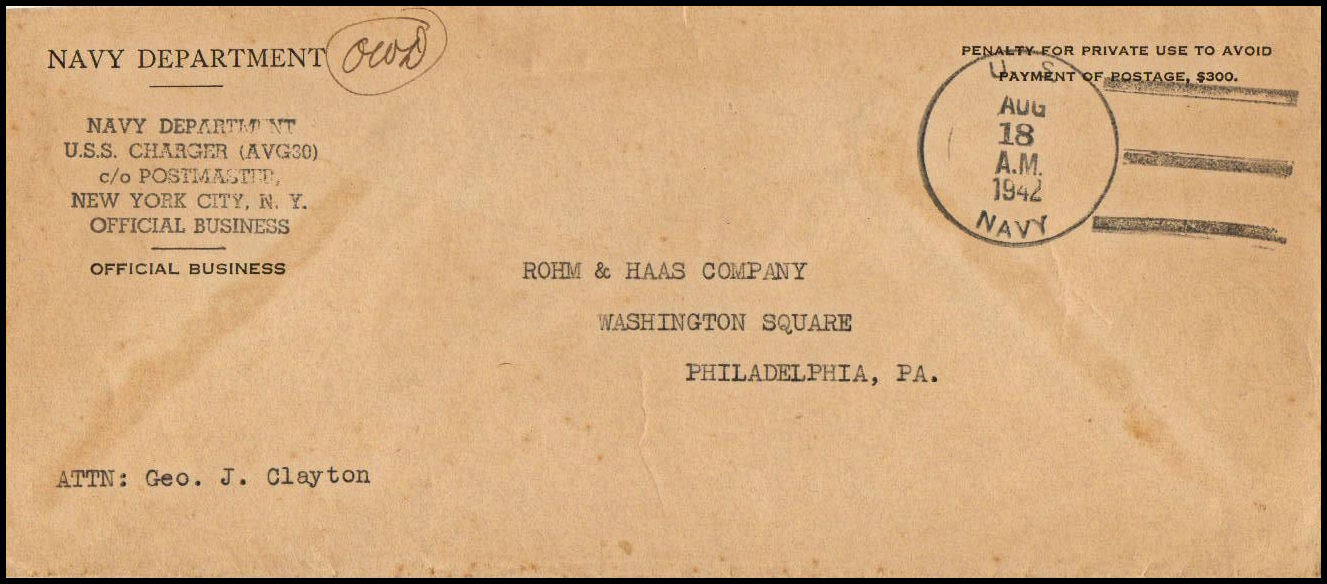 NAVY DEPARTMENT
OWD
NAVY DEPARTMENT
U.S.S. CHARGER (AVG30)
c/o POSTMASTER,
NEW YORK CITY, N. Y.
OFFICIAL BUSINESS
OFFICIAL BUSINESS
PENALTY FOR PRIVATE USE TO AVOID
PAYMENT OF POSTAGE, $300.
U. S.
AUG
18
A.M.
1942
NAVY
ROHM & HAAS COMPANY
WASHINGTON SQUARE
PHILADELPHIA, PA.
ATTN: Geo. J. Clayton